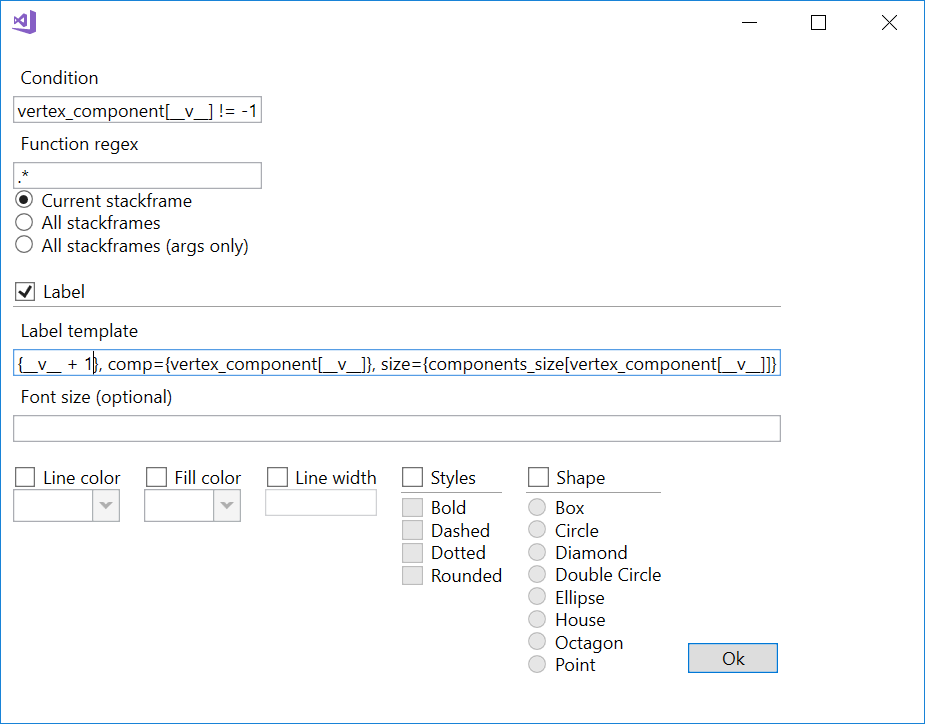 Condition
vertex_component[__v__] != -1
Function regex
.*
Current stackframe
All stackframes
All stackframes (args only)
Label
Label template
{__v__ + 1}, comp={vertex_component[__v__]}, size={components_size[vertex_component[__v__]]}
Font size (optional)
Line color Fill color Line width Styles Shape
Bold Box
Dashed Circle
Dotted Diamond
Rounded Double Circle
Ellipse
House
Octagon
Point
Ok